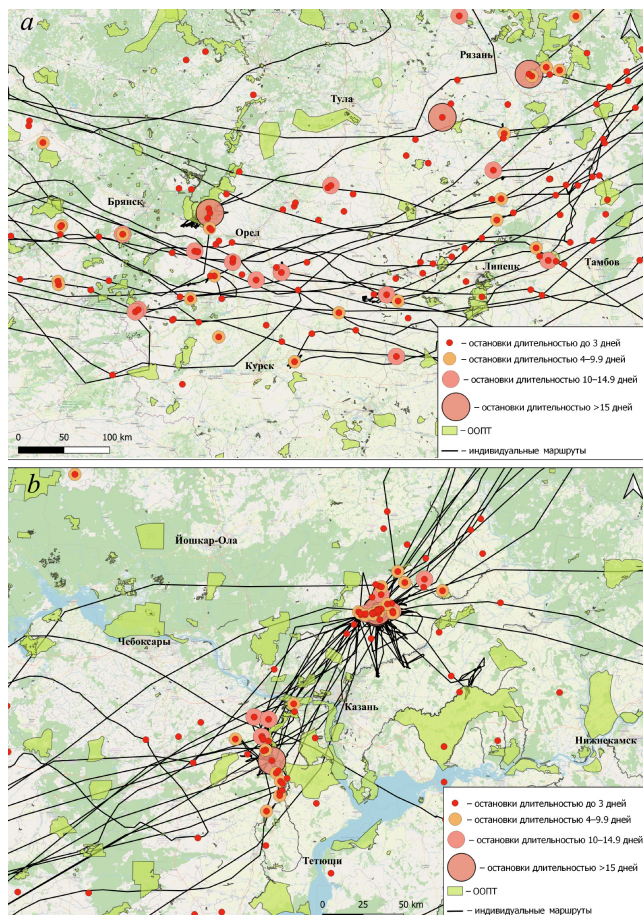 a
Рязань
Тула
Брянск
Орел
Липецк
Тамбов
Курск
– остановки длительностью до 3 дней
– остановки длительностью 4–9.9 дней
– остановки длительностью 10–14.9 дней
– остановки длительностью >15 дней
– ООПТ
– индивидуальные маршруты
0 50 100 km
b
Йошкар-Ола
Чебоксары
Казань
Нижнекамск
Тетющи
– остановки длительностью до 3 дней
– остановки длительностью 4–9.9 дней
– остановки длительностью 10–14.9 дней
– остановки длительностью >15 дней
– ООПТ
– индивидуальные маршруты
0 25 50 km